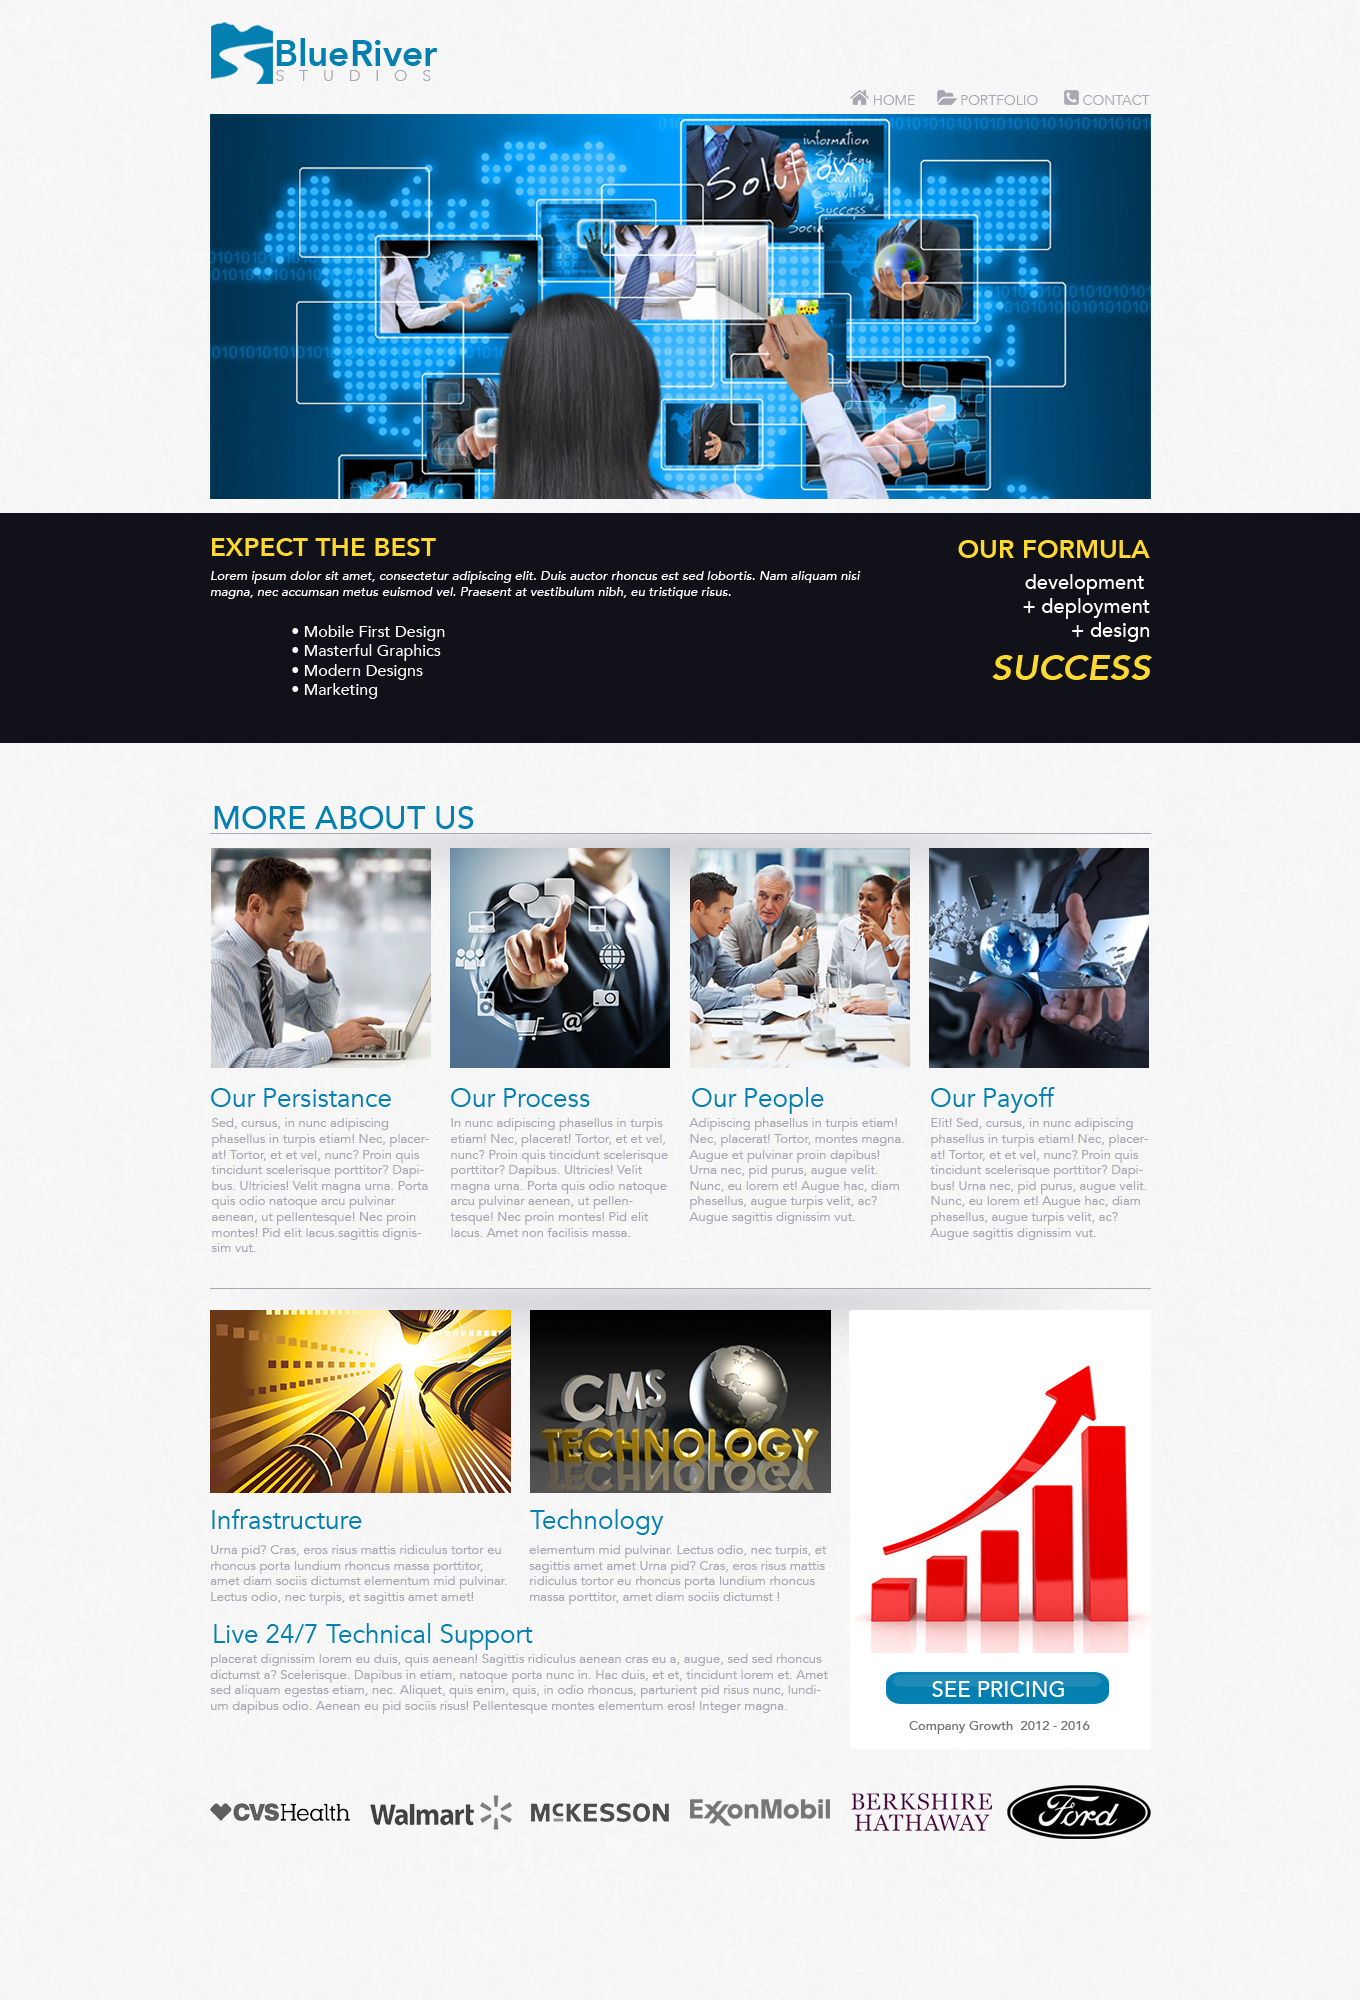 BlueRiver
STUDIOS
HOME PORTFOLIO CONTACT
information
Strategy
Solution
Quality
Consulting
Success
EXPECT THE BEST
Lorem ipsum dolor sit amet, consectetur adipiscing elit. Duis auctor rhoncus est sed lobortis. Nam aliquam nisi
magna, nec accumsan metus euismod vel. Praesent at vestibulum nibh, eu tristique risus.
• Mobile First Design
• Masterful Graphics
• Modern Designs
• Marketing
OUR FORMULA
development
+ deployment
+ design
SUCCESS
MORE ABOUT US
Our Persistance
Sed, cursus, in nunc adipiscing
phasellus in turpis etiam! Nec, placer-
at! Tortor, et et vel, nunc? Proin quis
tincidunt scelerisque porttitor? Dapi-
bus. Ultricies! Velit magna urna. Porta
quis odio natoque arcu pulvinar
aenean, ut pellentesque! Nec proin
montes! Pid elit lacus.sagittis dignis-
sim vut.
Our Process
In nunc adipiscing phasellus in turpis
etiam! Nec, placerat! Tortor, et et vel,
nunc? Proin quis tincidunt scelerisque
porttitor? Dapibus. Ultricies! Velit
magna urna. Porta quis odio natoque
arcu pulvinar aenean, ut pellen-
tesque! Nec proin montes! Pid elit
lacus. Amet non facilisis massa.
Our People
Adipiscing phasellus in turpis etiam!
Nec, placerat! Tortor, montes magna.
Augue et pulvinar proin dapibus!
Urna nec, pid purus, augue velit.
Nunc, eu lorem et! Augue hac, diam
phasellus, augue turpis velit, ac?
Augue sagittis dignissim vut.
Our Payoff
Elit! Sed, cursus, in nunc adipiscing
phasellus in turpis etiam! Nec, placer-
at! Tortor, et et vel, nunc? Proin quis
tincidunt scelerisque porttitor? Dapi-
bus! Urna nec, pid purus, augue velit.
Nunc, eu lorem et! Augue hac, diam
phasellus, augue turpis velit, ac?
Augue sagittis dignissim vut.
CMS
TECHNOLOGY
Infrastructure
Urna pid? Cras, eros risus mattis ridiculus tortor eu
rhoncus porta lundium rhoncus massa porttitor,
amet diam sociis dictumst elementum mid pulvinar.
Lectus odio, nec turpis, et sagittis amet amet!
Technology
elementum mid pulvinar. Lectus odio, nec turpis, et
sagittis amet amet Urna pid? Cras, eros risus mattis
ridiculus tortor eu rhoncus porta lundium rhoncus
massa porttitor, amet diam sociis dictumst !
Live 24/7 Technical Support
placerat dignissim lorem eu duis, quis aenean! Sagittis ridiculus aenean cras eu a, augue, sed sed rhoncus
dictumst a? Scelerisque. Dapibus in etiam, natoque porta nunc in. Hac duis, et et, tincidunt lorem et. Amet
sed aliquam egestas etiam, nec. Aliquet, quis enim, quis, in odio rhoncus, parturient pid risus nunc, lundi-
um dapibus odio. Aenean eu pid sociis risus! Pellentesque montes elementum eros! Integer magna.
SEE PRICING
Company Growth 2012 - 2016
CVSHealth
Walmart
MCKESSON
ExxonMobil
BERKSHIRE
HATHAWAY
Ford